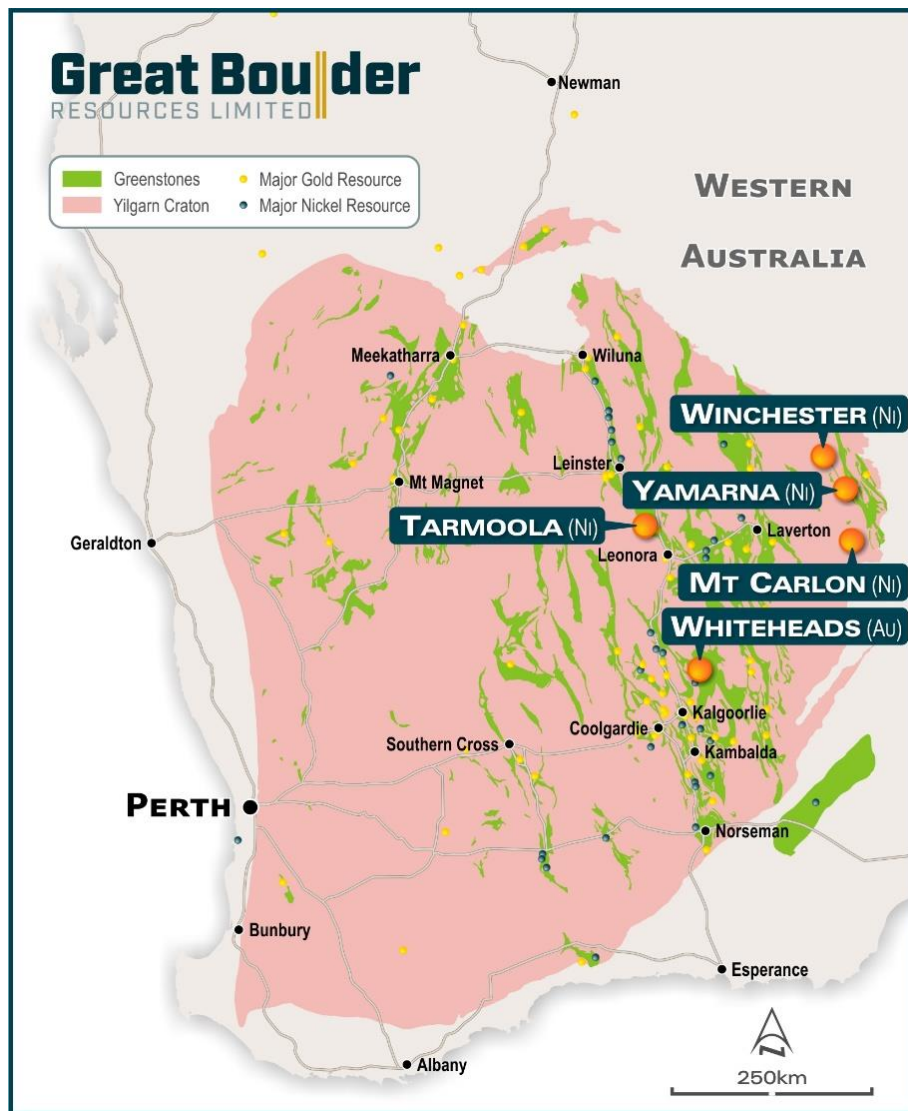 Great Boulder
RESOURCES LIMITED
Greenstones
Major Gold Resource
Yilgarn Craton
Major Nickel Resource
Newman
WESTERN
AUSTRALIA
Meekatharra
Wiluna
WINCHESTER (NI)
Leinster
Mt Magnet
YAMARNA (NI)
TARMOOLA (NI)
Laverton
Geraldton
Leonora
MT CARLON (NI)
WHITEHEADS (AU)
Kalgoorlie
Coolgardie
Southern Cross
Kambalda
PERTH
Norseman
Bunbury
Esperance
Albany
N
250km